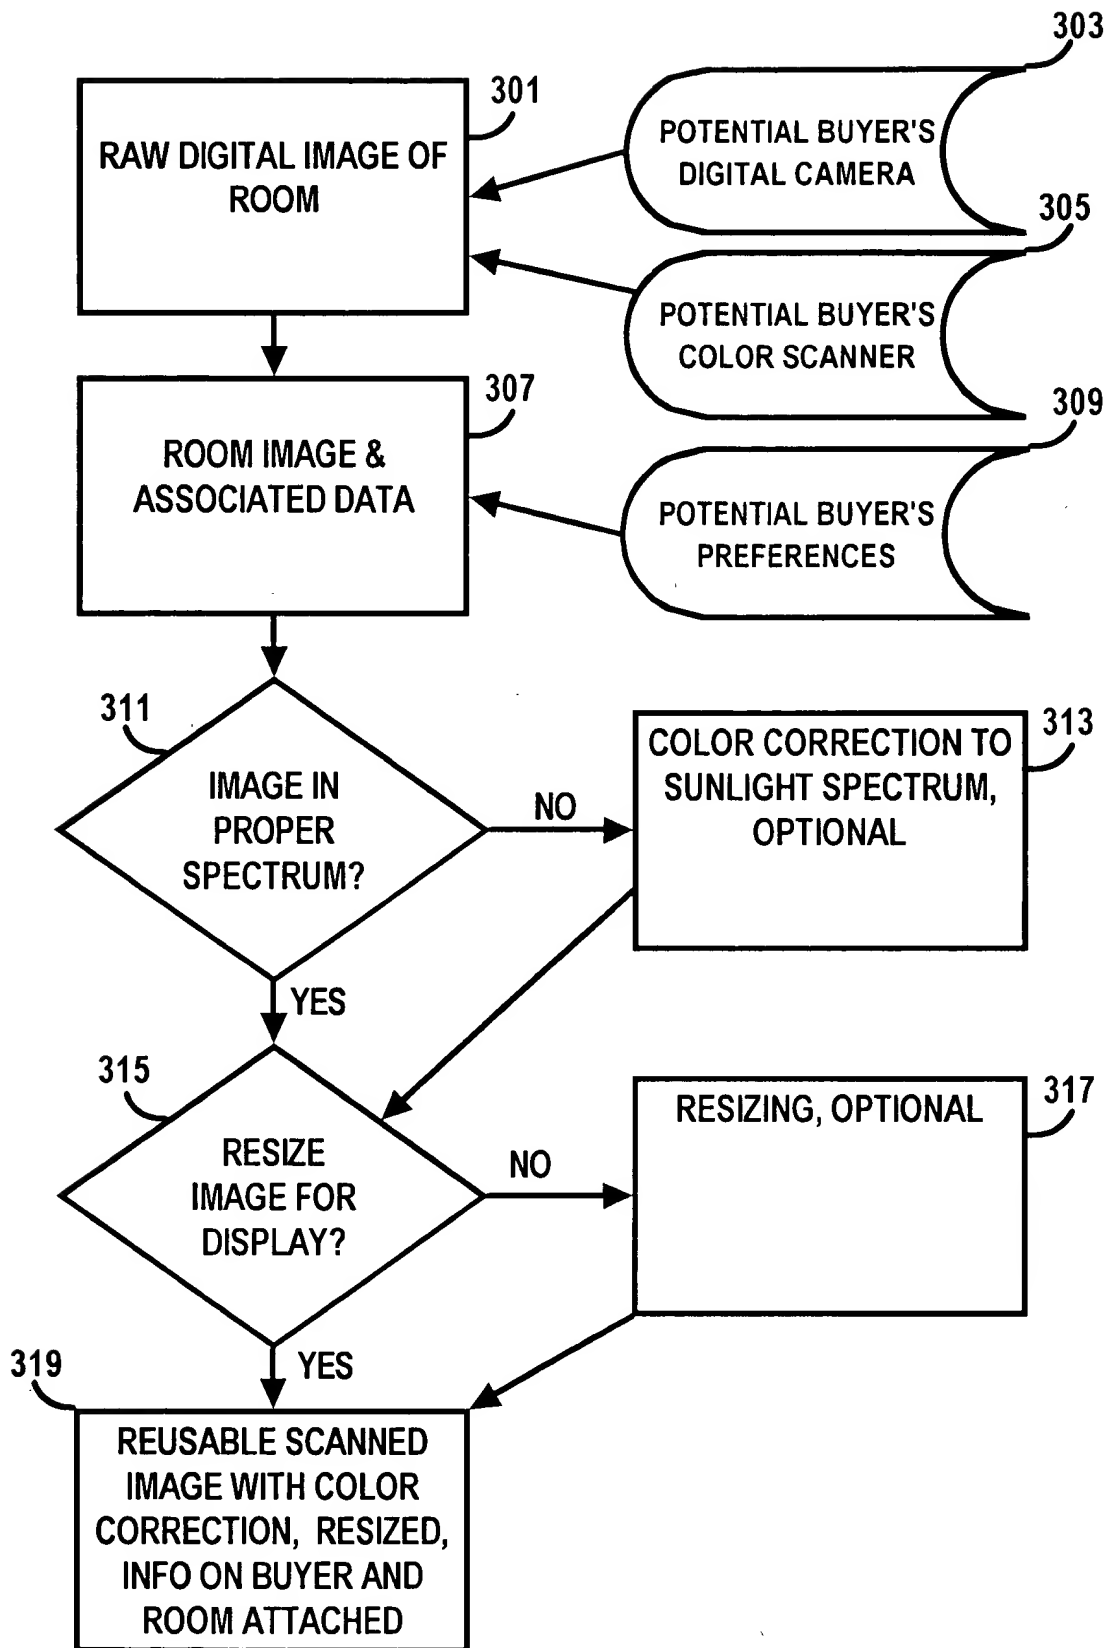 303
301
RAW DIGITAL IMAGE OF
ROOM
POTENTIAL BUYER'S
DIGITAL CAMERA
305
POTENTIAL BUYER'S
COLOR SCANNER
307
ROOM IMAGE &
ASSOCIATED DATA
309
POTENTIAL BUYER'S
PREFERENCES
311
IMAGE IN
PROPER
SPECTRUM?
NO
313
COLOR CORRECTION TO
SUNLIGHT SPECTRUM,
OPTIONAL
YES
315
RESIZE
IMAGE FOR
DISPLAY?
NO
317
RESIZING, OPTIONAL
YES
319
REUSABLE SCANNED
IMAGE WITH COLOR
CORRECTION, RESIZED,
INFO ON BUYER AND
ROOM ATTACHED